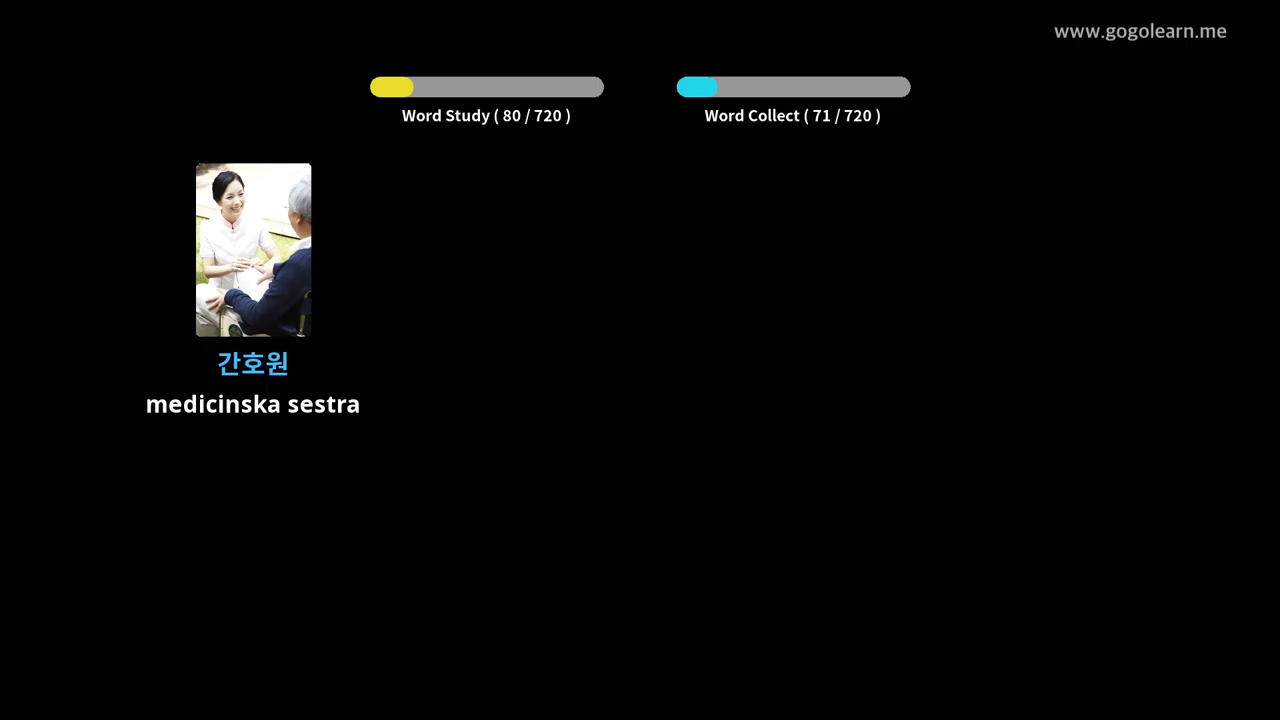 www.gogolearn.me
Word Study ( 80 / 720 )
Word Collect ( 71 / 720 )
간호원
medicinska sestra